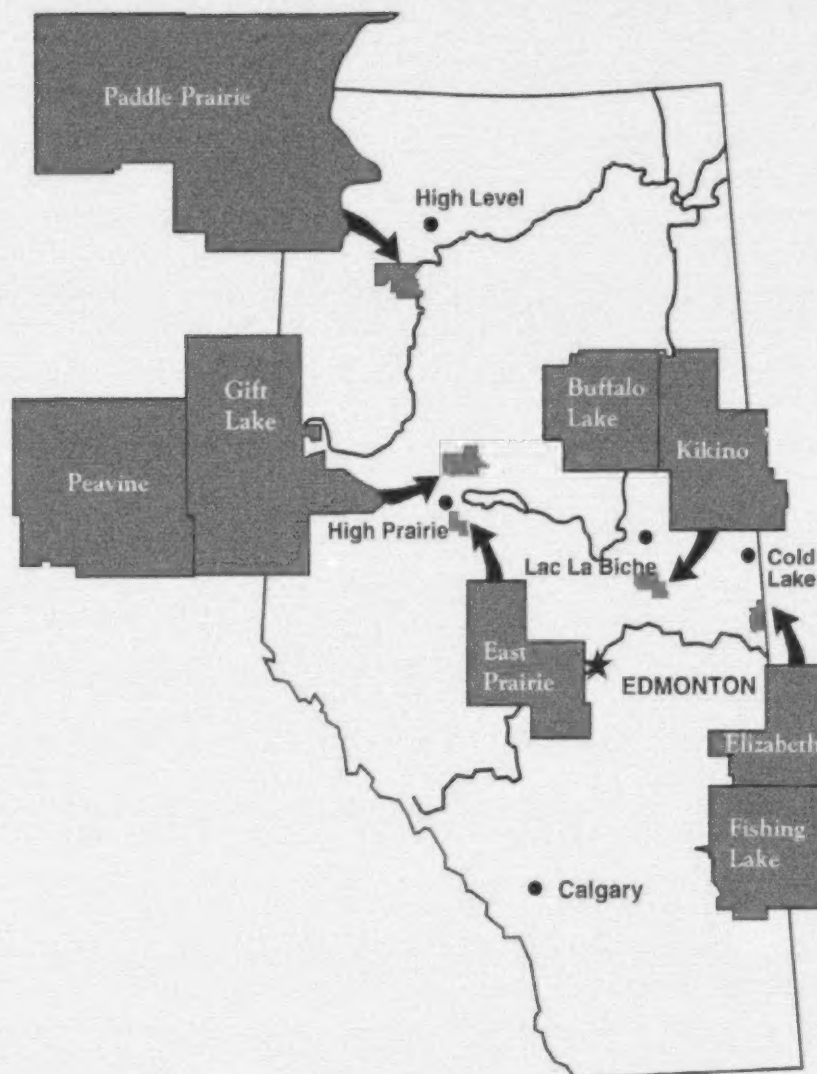 Paddle Prairie
High Level
Gift
Lake
Buffalo
Lake
Kikino
Peavine
High Prairie
Lac La Biche
Cold
Lake
East
Prairie
EDMONTON
Elizabeth
Fishing
Lake
Calgary